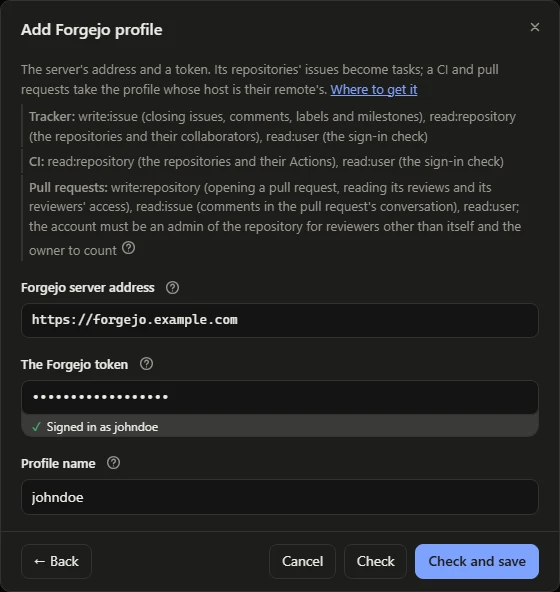 Add Forgejo profile
The server's address and a token. Its repositories' issues become tasks; a CI and pull
requests take the profile whose host is their remote's. Where to get it
Tracker: write:issue (closing issues, comments, labels and milestones), read:repository
(the repositories and their collaborators), read:user (the sign-in check)
CI: read:repository (the repositories and their Actions), read:user (the sign-in check)
Pull requests: write:repository (opening a pull request, reading its reviews and its
reviewers' access), read:issue (comments in the pull request's conversation), read:user;
the account must be an admin of the repository for reviewers other than itself and the
owner to count ?
Forgejo server address ?
https://forgejo.example.com
The Forgejo token ?
••••••••••••••••••
✓ Signed in as johndoe
Profile name ?
johndoe
← Back
Cancel
Check
Check and save